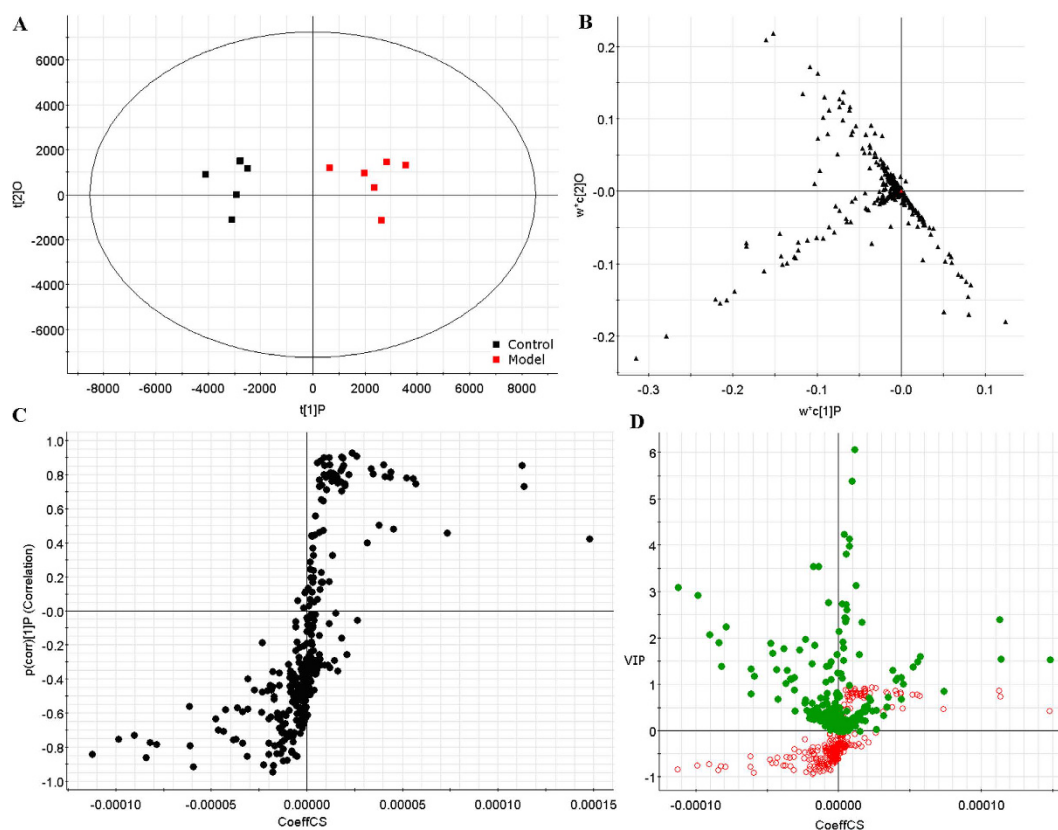 A
t[2]O
6000
4000
2000
0
-2000
-4000
-6000
-8000 -6000 -4000 -2000 0 2000 4000 6000 8000
t[1]P
Control
Model
B
w*c[2]O
0.2
0.1
-0.0
-0.1
-0.2
-0.3 -0.2 -0.1 -0.0 0.1
w*c[1]P
C
p(corr)[1]P (Correlation)
1.0
0.8
0.6
0.4
0.2
-0.0
-0.2
-0.4
-0.6
-0.8
-1.0
-0.00010 -0.00005 0.00000 0.00005 0.00010 0.00015
CoeffCS
D
VIP
6
5
4
3
2
1
0
-1
-0.00010 0.00000 0.00010
CoeffCS